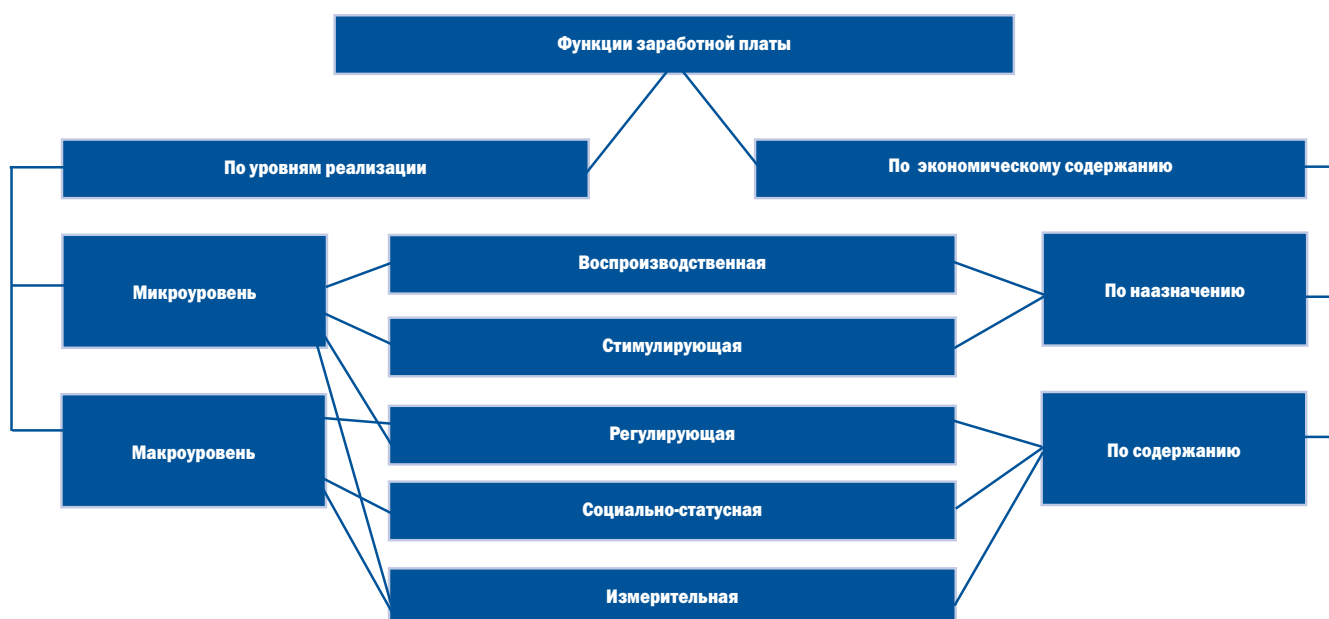 Функции заработной платы
По уровням реализации
По экономическому содержанию
Микроуровень
Воспроизводственная
По наазначению
Стимулирующая
Макроуровень
Регулирующая
По содержанию
Социально-статусная
Измерительная